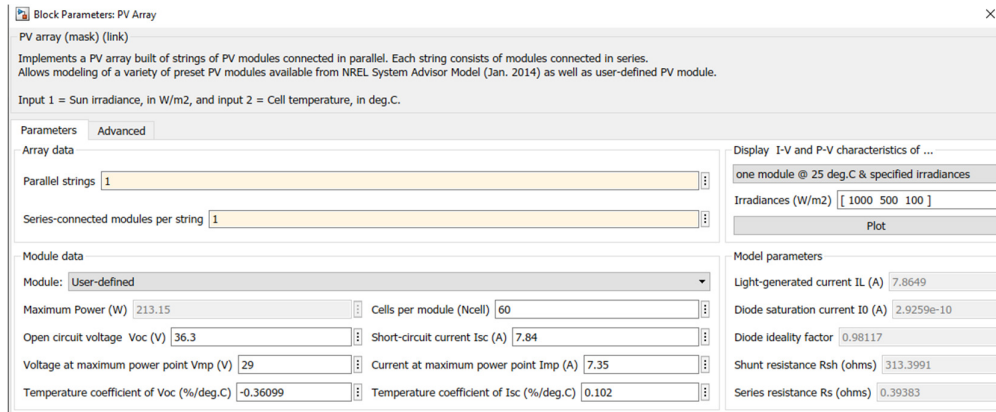 Block Parameters: PV Array
PV array (mask) (link)
Implements a PV array built of strings of PV modules connected in parallel. Each string consists of modules connected in series.
Allows modeling of a variety of preset PV modules available from NREL System Advisor Model (Jan. 2014) as well as user-defined PV module.
Input 1 = Sun irradiance, in W/m2, and input 2 = Cell temperature, in deg.C.
Parameters Advanced
Array data
Parallel strings 1
Series-connected modules per string 1
Display I-V and P-V characteristics of ...
one module @ 25 deg.C & specified irradiances
Irradiances (W/m2) [ 1000 500 100 ]
Plot
Module data
Module: User-defined
Maximum Power (W) 213.15 Cells per module (Ncell) 60
Open circuit voltage Voc (V) 36.3 Short-circuit current Isc (A) 7.84
Voltage at maximum power point Vmp (V) 29 Current at maximum power point Imp (A) 7.35
Temperature coefficient of Voc (%/deg.C) -0.36099 Temperature coefficient of Isc (%/deg.C) 0.102
Model parameters
Light-generated current IL (A) 7.8649
Diode saturation current I0 (A) 2.9259e-10
Diode ideality factor 0.98117
Shunt resistance Rsh (ohms) 313.3991
Series resistance Rs (ohms) 0.39383